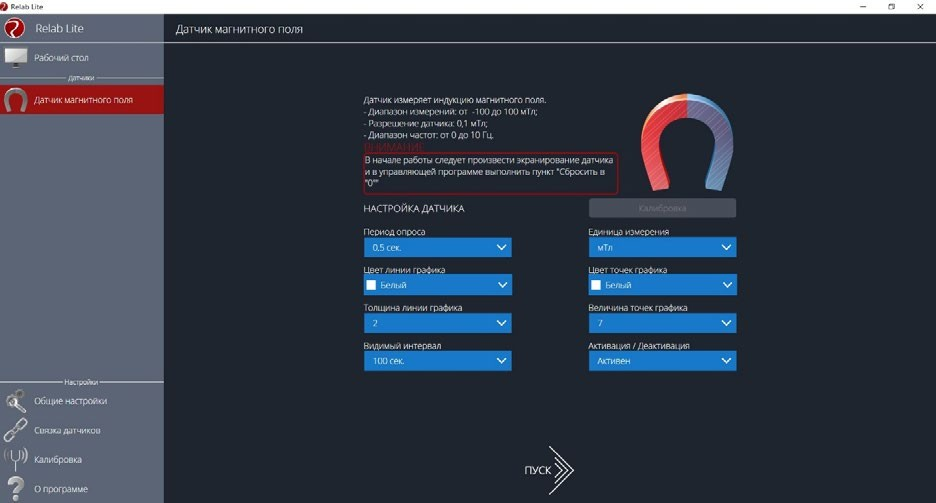 Relab Lite
Relab Lite
Датчик магнитного поля
Рабочий стол
Датчики
Датчик магнитного поля
Датчик измеряет индукцию магнитного поля.
- Диапазон измерений: от -100 до 100 мТл;
- Разрешение датчика: 0,1 мТл;
- Диапазон частот: от 0 до 10 Гц.
ВНИМАНИЕ
В начале работы следует произвести экранирование датчика
и в управляющей программе выполнить пункт "Сбросить в
"0""
НАСТРОЙКА ДАТЧИКА
Калибровка
Период опроса
Единица измерения
0.5 сек.
мТл
Цвет линии графика
Цвет точек графика
Белый
Белый
Толщина линии графика
Величина точек графика
2
7
Видимый интервал
Активация / Деактивация
100 сек.
Активен
Настройки
Общие настройки
Связка датчиков
Калибровка
О программе
ПУСК